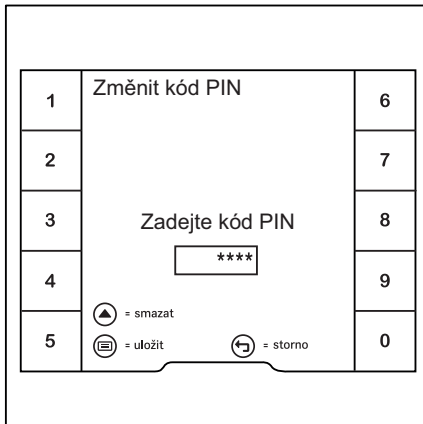 1
Změnit kód PIN
6
2
7
3
Zadejte kód PIN
8
****
4
9
= smazat
5
= uložit
= storno
0